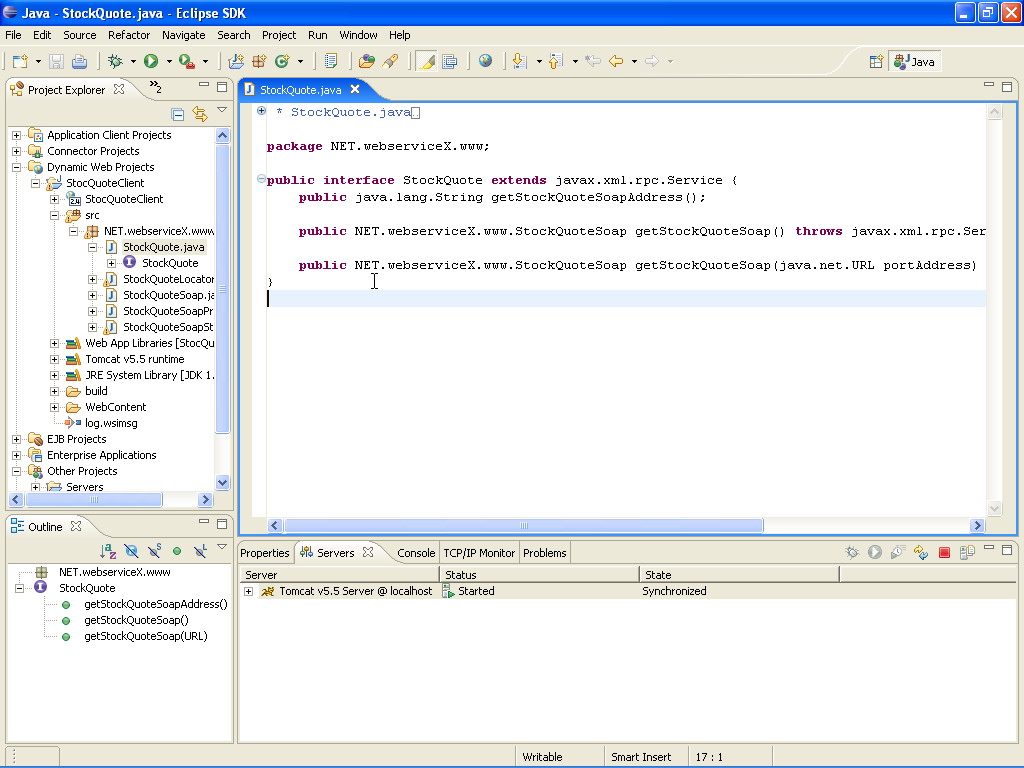 Java - StockQuote.java - Eclipse SDK
File Edit Source Refactor Navigate Search Project Run Window Help
Java
Project Explorer
2
StockQuote.java
Application Client Projects
Connector Projects
Dynamic Web Projects
StocQuoteClient
StocQuoteClient
src
NET.webserviceX.www
StockQuote.java
StockQuote
StockQuoteLocator
StockQuoteSoap.ja
StockQuoteSoapPr
StockQuoteSoapSt
Web App Libraries [StocQu
Tomcat v5.5 runtime
JRE System Library [JDK 1.
build
WebContent
log.wsimsg
EJB Projects
Enterprise Applications
Other Projects
Servers
* StockQuote.java
package NET.webserviceX.www;
public interface StockQuote extends javax.xml.rpc.Service {
public java.lang.String getStockQuoteSoapAddress();
public NET.webserviceX.www.StockQuoteSoap getStockQuoteSoap() throws javax.xml.rpc.Ser
public NET.webserviceX.www.StockQuoteSoap getStockQuoteSoap(java.net.URL portAddress)
}
Outline
NET.webserviceX.www
StockQuote
getStockQuoteSoapAddress()
getStockQuoteSoap()
getStockQuoteSoap(URL)
Properties Servers Console TCP/IP Monitor Problems
Server Status State
Tomcat v5.5 Server @ localhost Started Synchronized
Writable Smart Insert 17 : 1